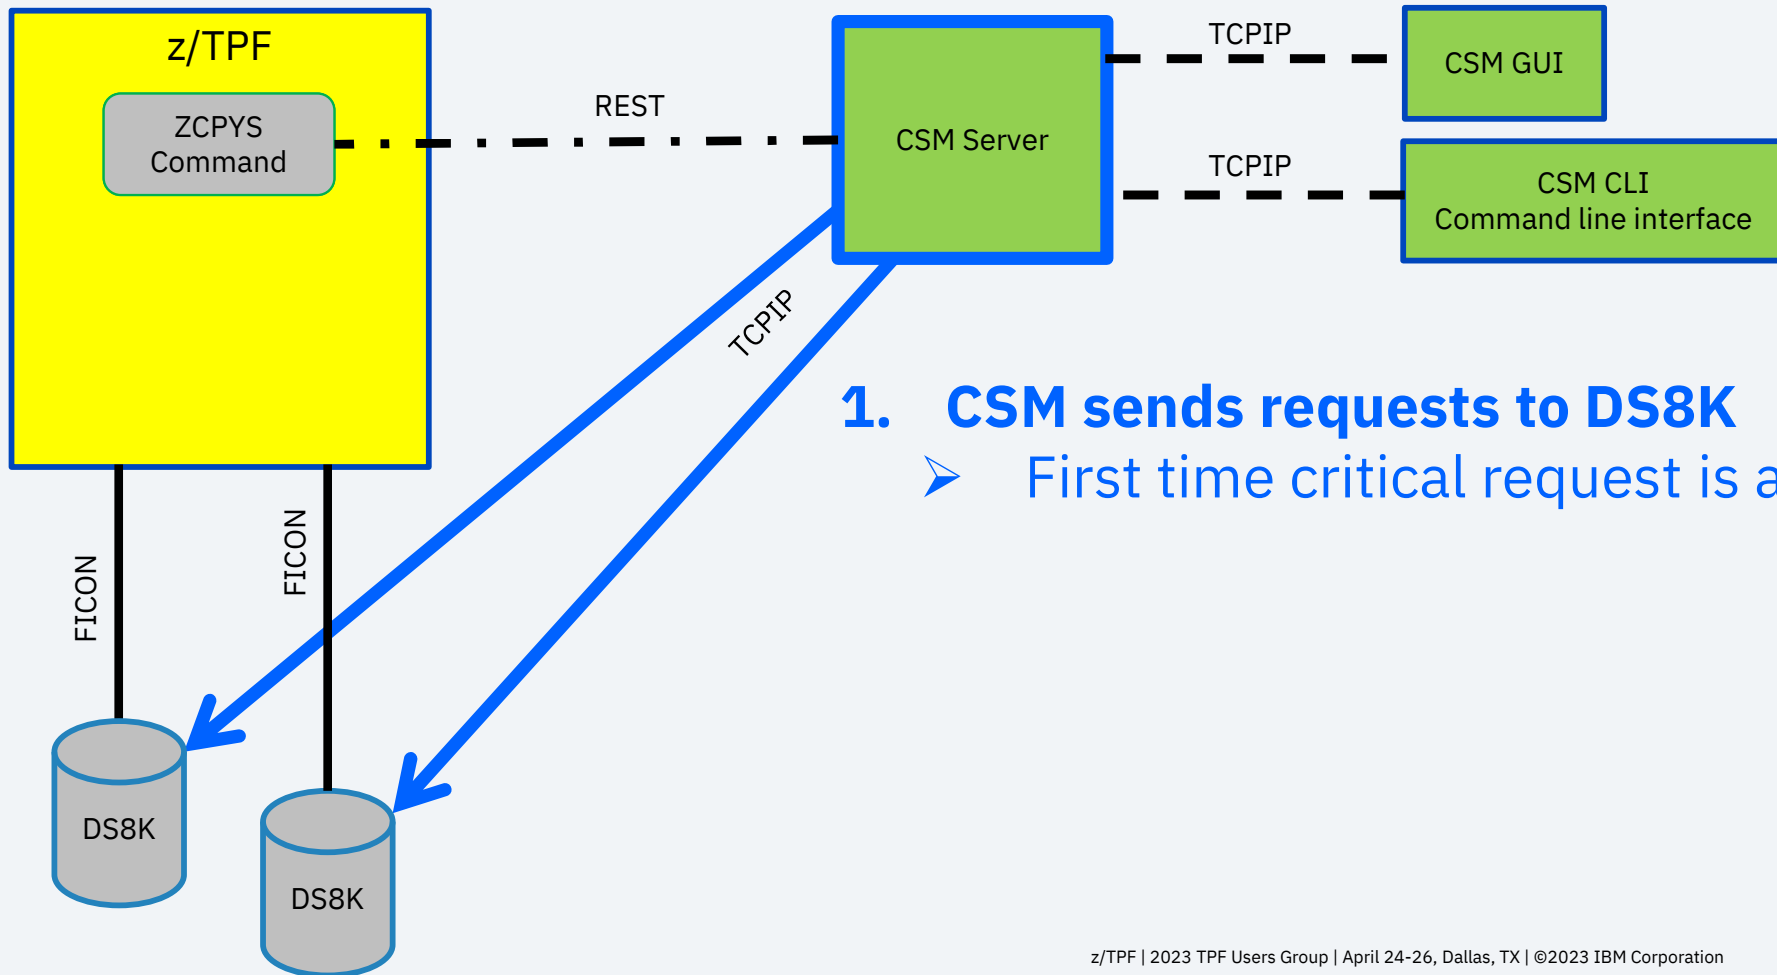 z/TPF
ZCPYS
Command
REST
CSM Server
TCPIP
CSM GUI
TCPIP
CSM CLI
Command line interface
TCPIP
1. CSM sends requests to DS8K
➢ First time critical request is a
FICON
FICON
DS8K
DS8K
z/TPF | 2023 TPF Users Group | April 24-26, Dallas, TX | ©2023 IBM Corporation